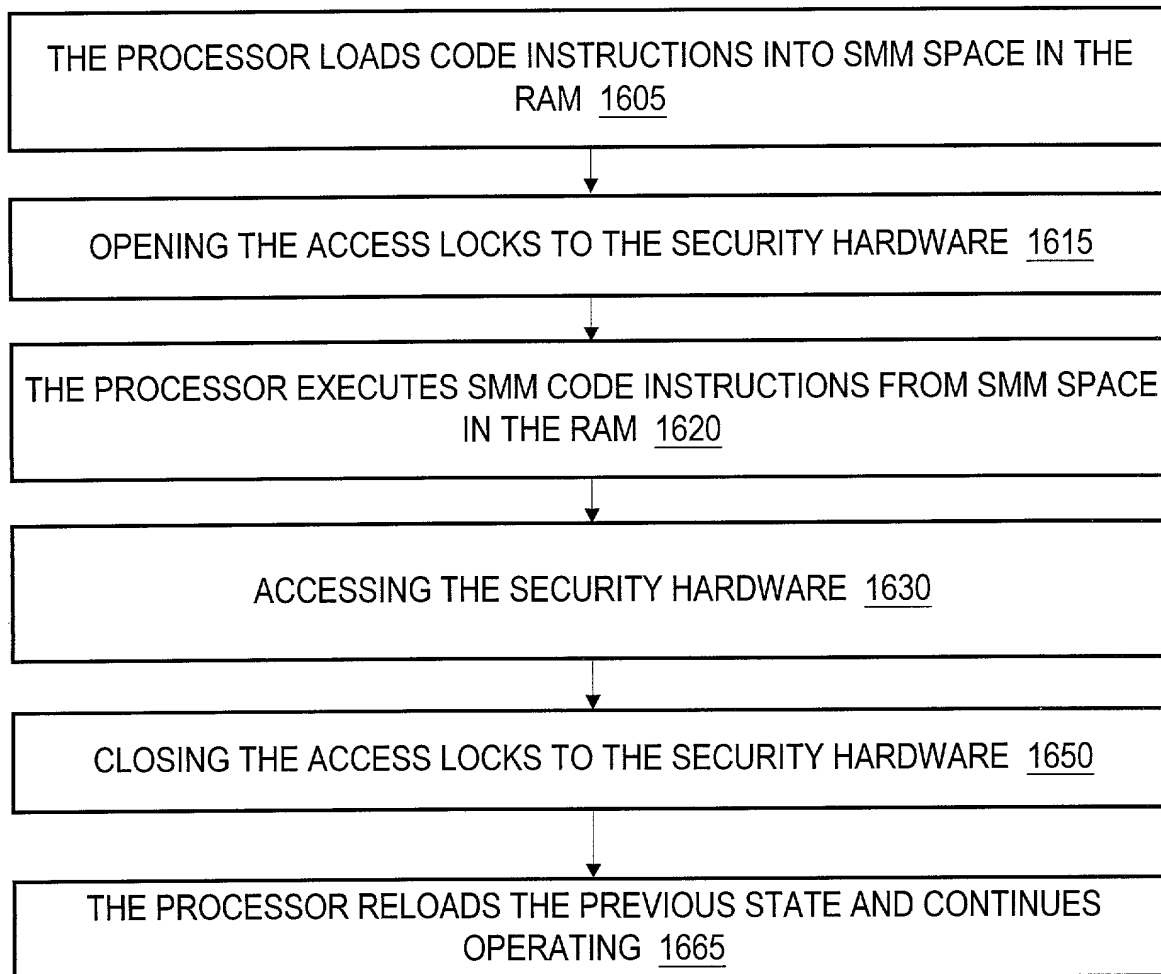 THE PROCESSOR LOADS CODE INSTRUCTIONS INTO SMM SPACE IN THE
RAM 1605
OPENING THE ACCESS LOCKS TO THE SECURITY HARDWARE 1615
THE PROCESSOR EXECUTES SMM CODE INSTRUCTIONS FROM SMM SPACE
IN THE RAM 1620
ACCESSING THE SECURITY HARDWARE 1630
CLOSING THE ACCESS LOCKS TO THE SECURITY HARDWARE 1650
THE PROCESSOR RELOADS THE PREVIOUS STATE AND CONTINUES
OPERATING 1665